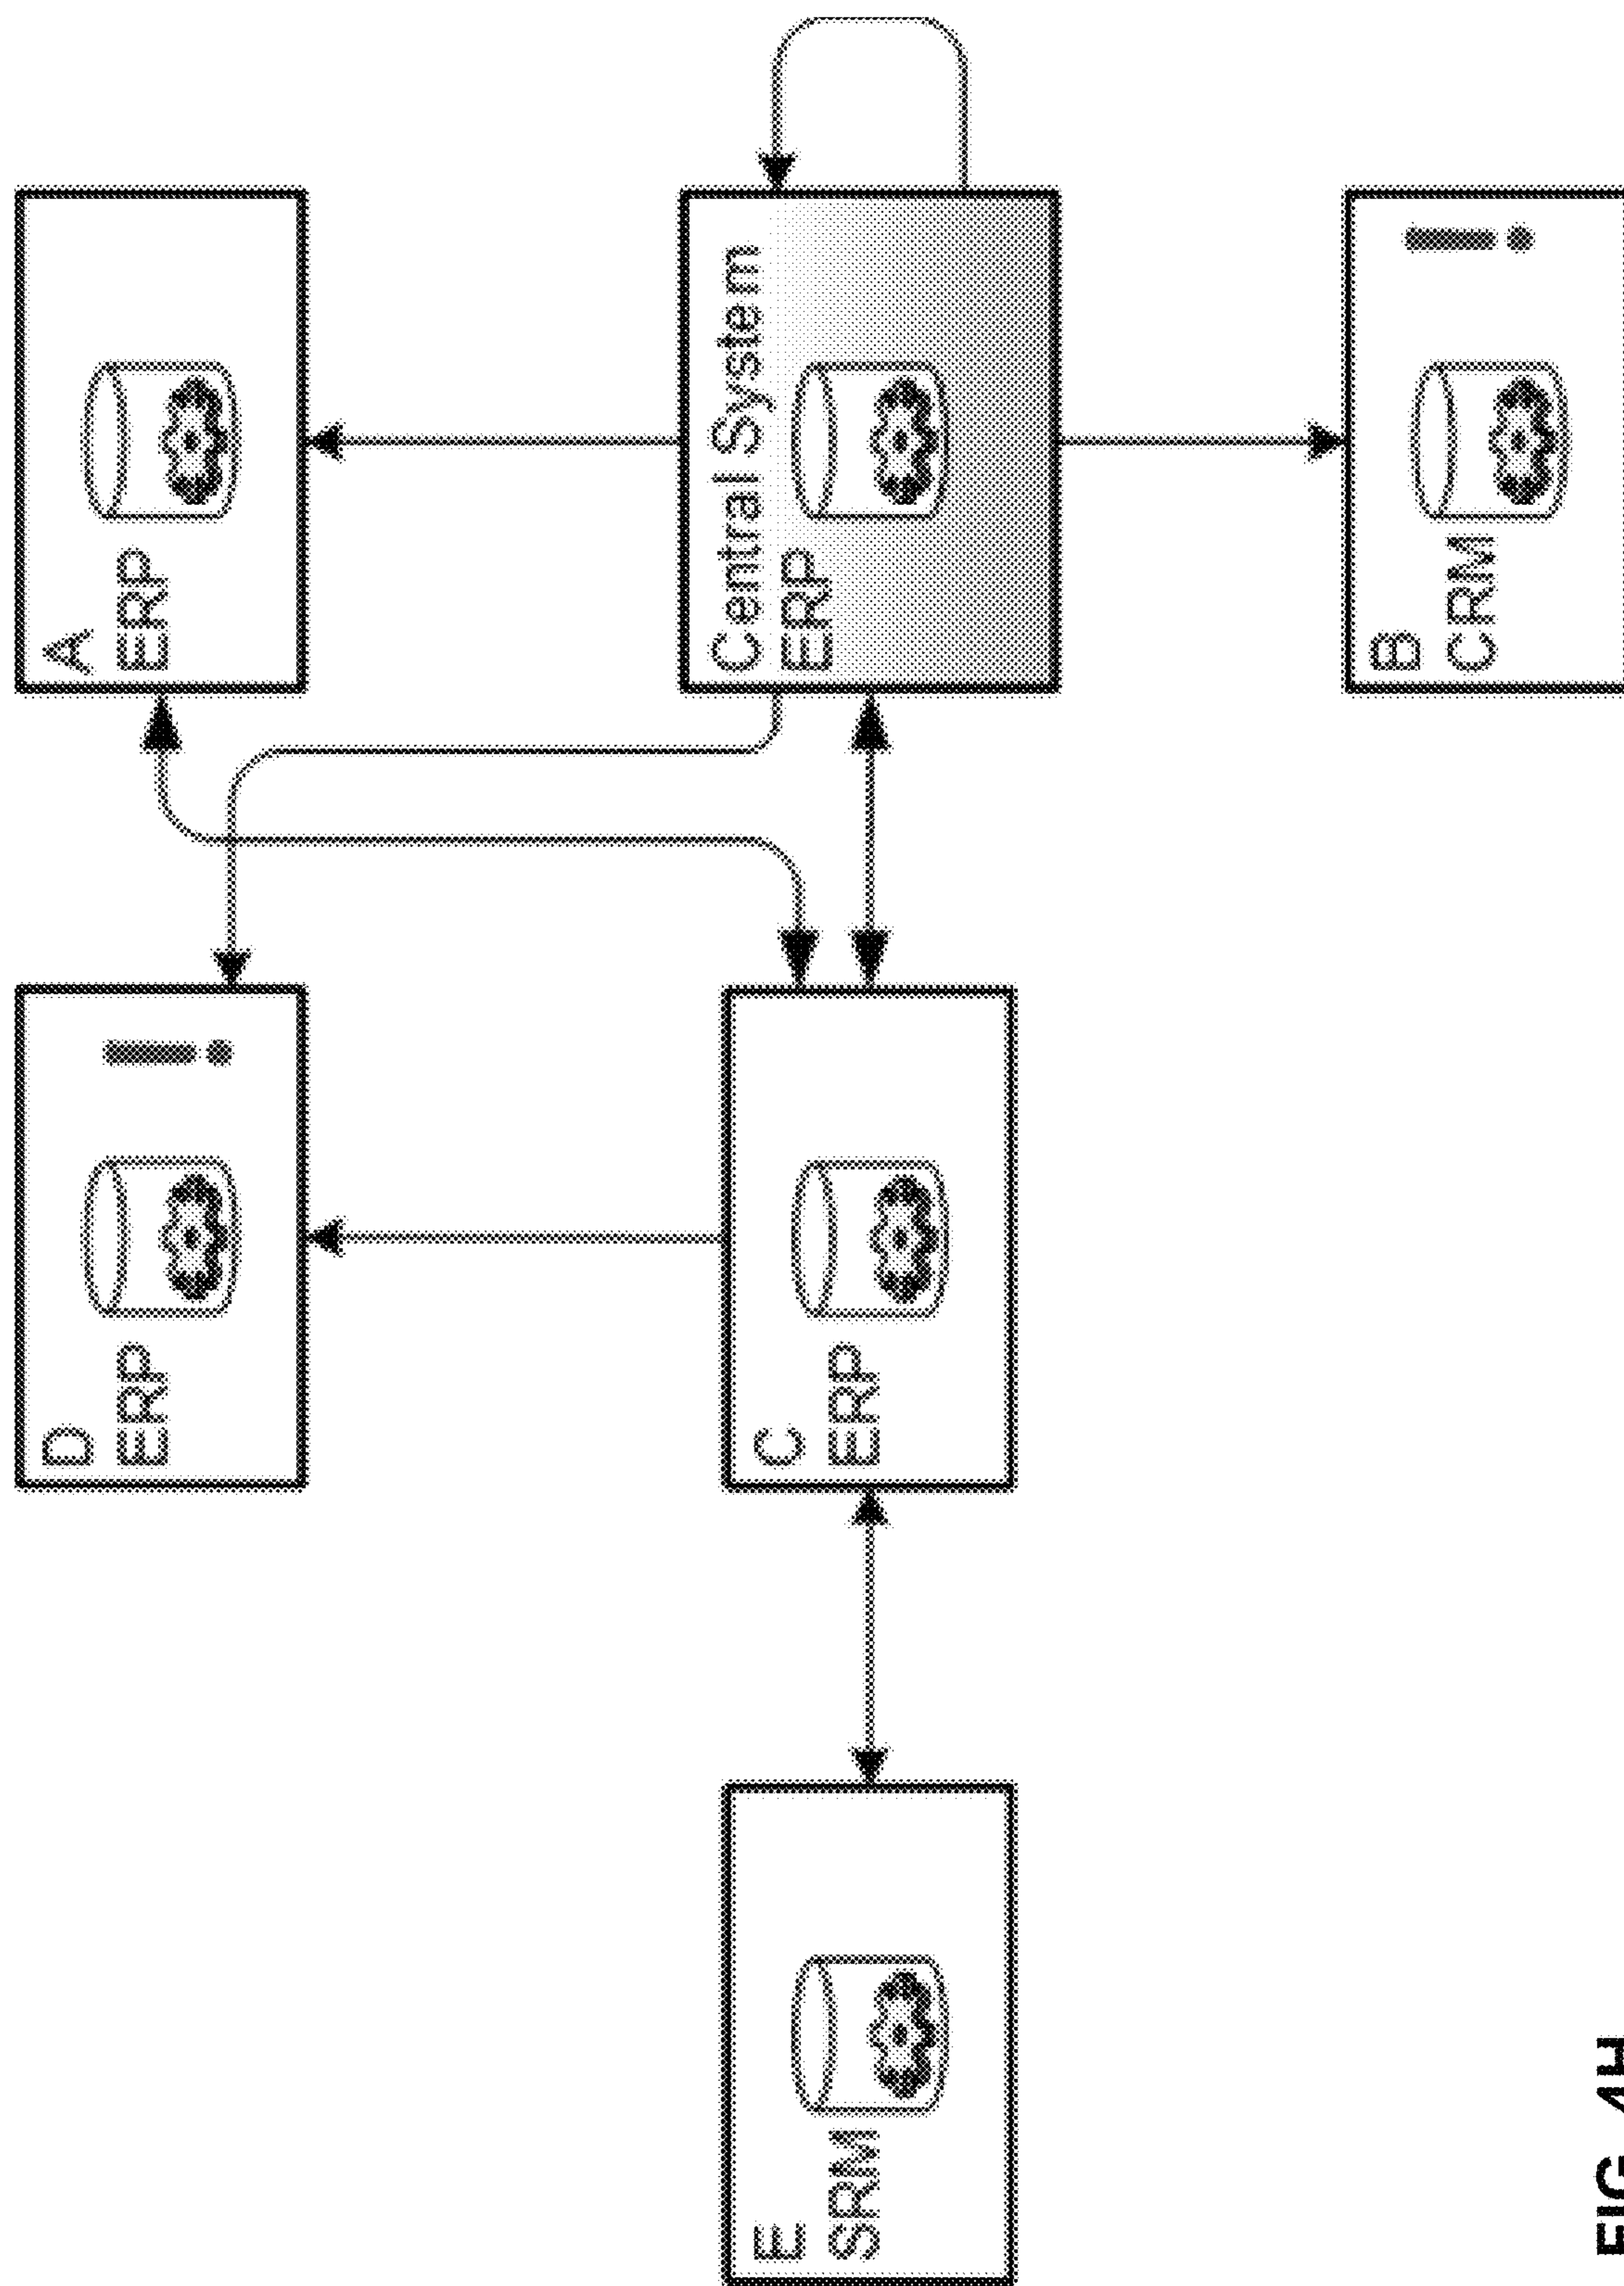 D
ERP
!
A
ERP
E
SRM
C
ERP
Central System
ERP
B
CRM
!
FIG. 4H